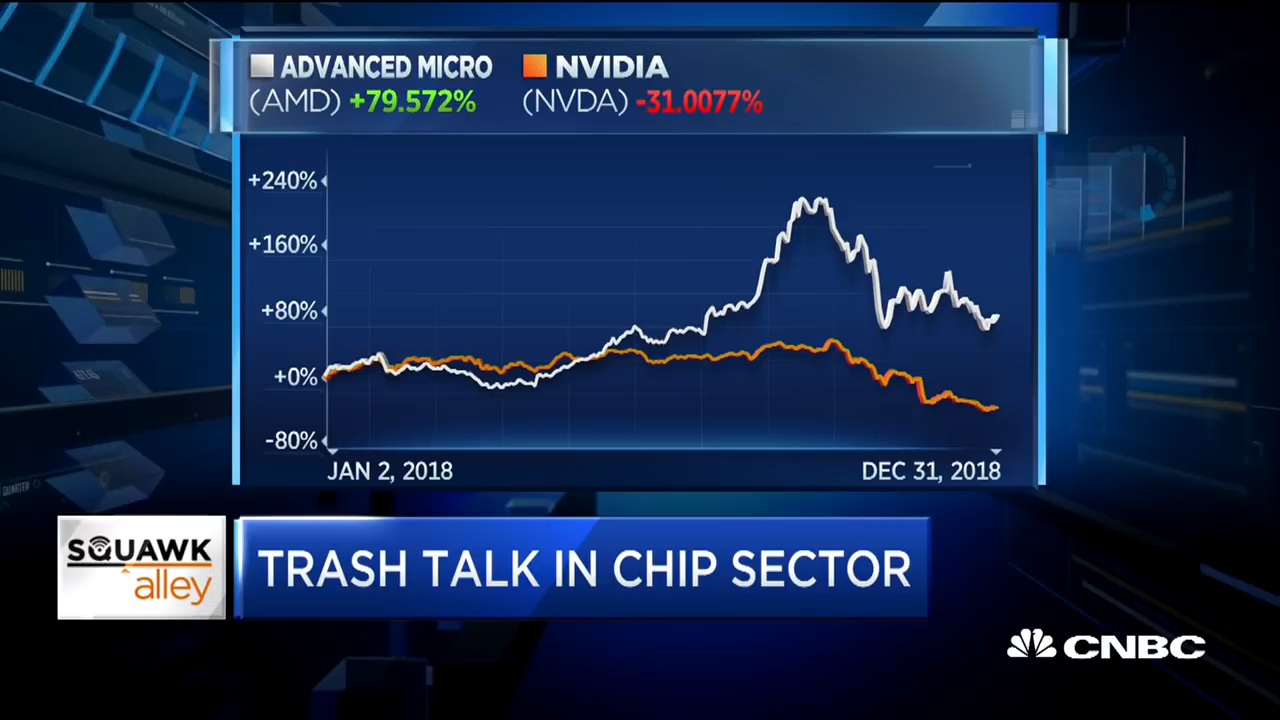 ADVANCED MICRO
(AMD) +79.572%
NVIDIA
(NVDA) -31.0077%
+240%
+160%
+80%
+0%
-80%
JAN 2, 2018
DEC 31, 2018
SQUAWK
alley
TRASH TALK IN CHIP SECTOR
CNBC